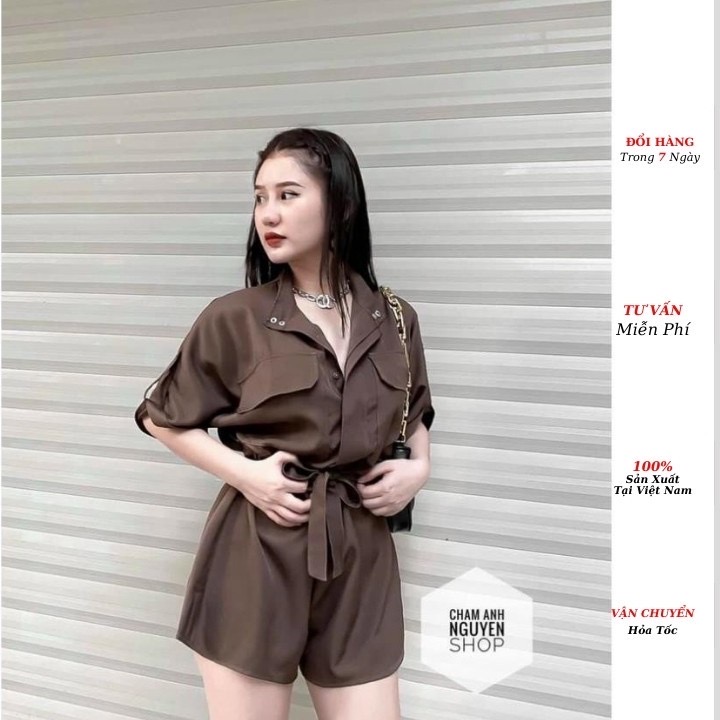 ĐỔI HÀNG
Trong 7 Ngày
TƯ VẤN
Miễn Phí
100%
Sản Xuất
Tại Việt Nam
VẬN CHUYỂN
Hỏa Tốc
CHAM ANH
NGUYEN
SHOP